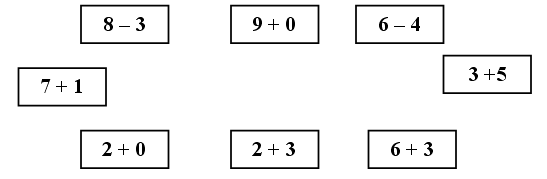 8 – 3
9 + 0
6 – 4
7 + 1
3 +5
2 + 0
2 + 3
6 + 3